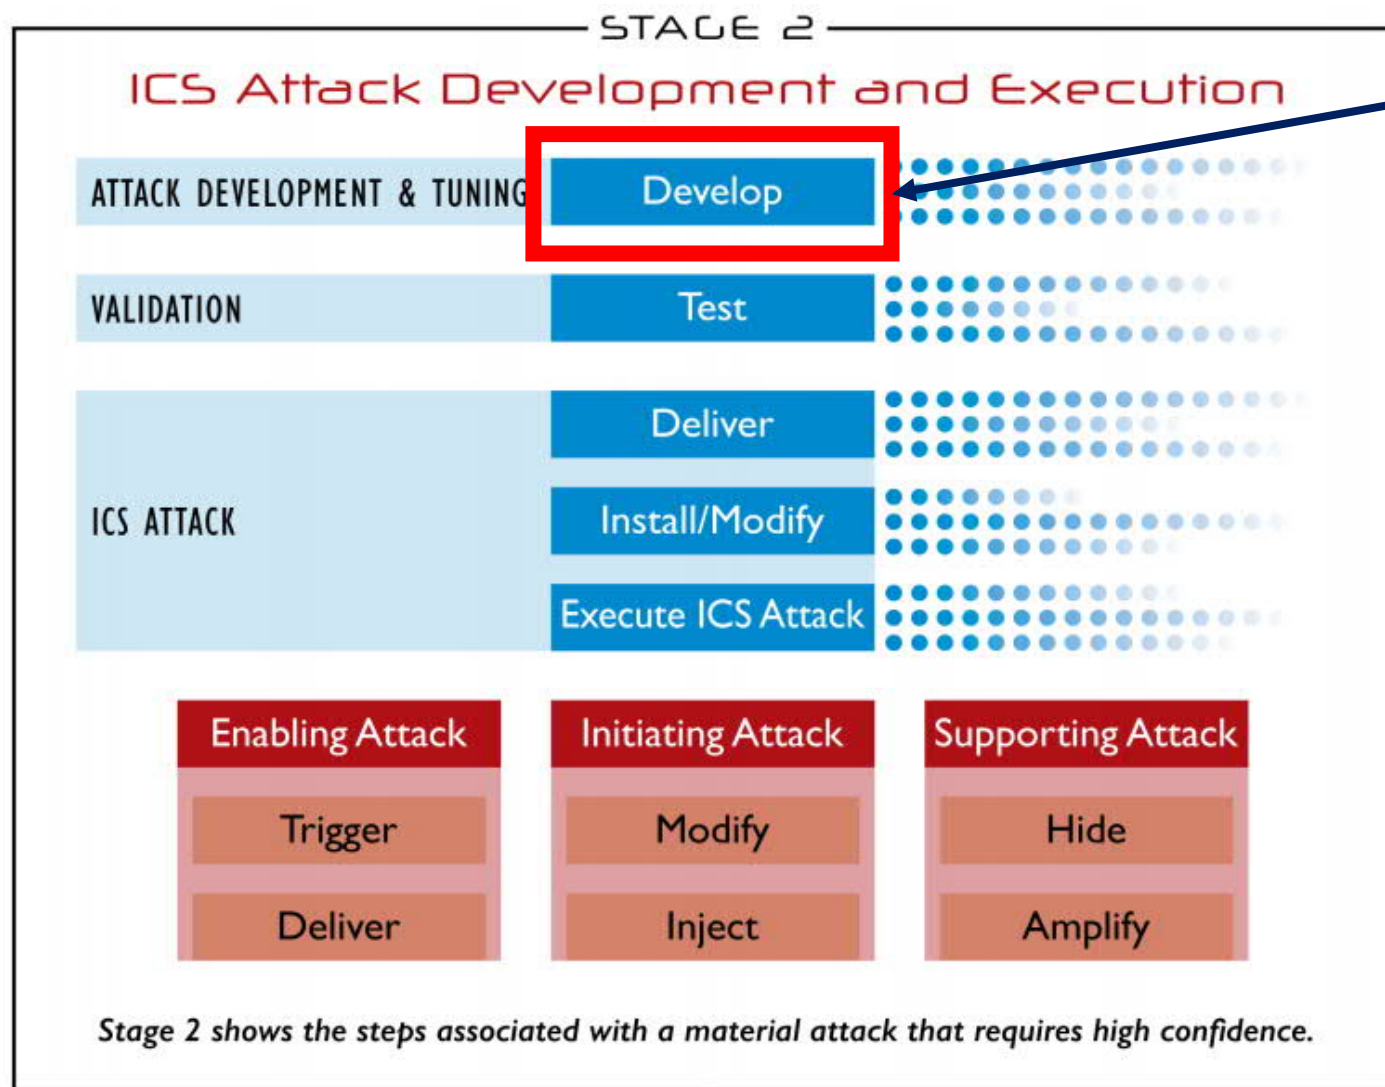 STAGE 2
ICS Attack Development and Execution
ATTACK DEVELOPMENT & TUNING
Develop
VALIDATION
Test
Deliver
ICS ATTACK
Install/Modify
Execute ICS Attack
Enabling Attack
Initiating Attack
Supporting Attack
Trigger
Modify
Hide
Deliver
Inject
Amplify
Stage 2 shows the steps associated with a material attack that requires high confidence.